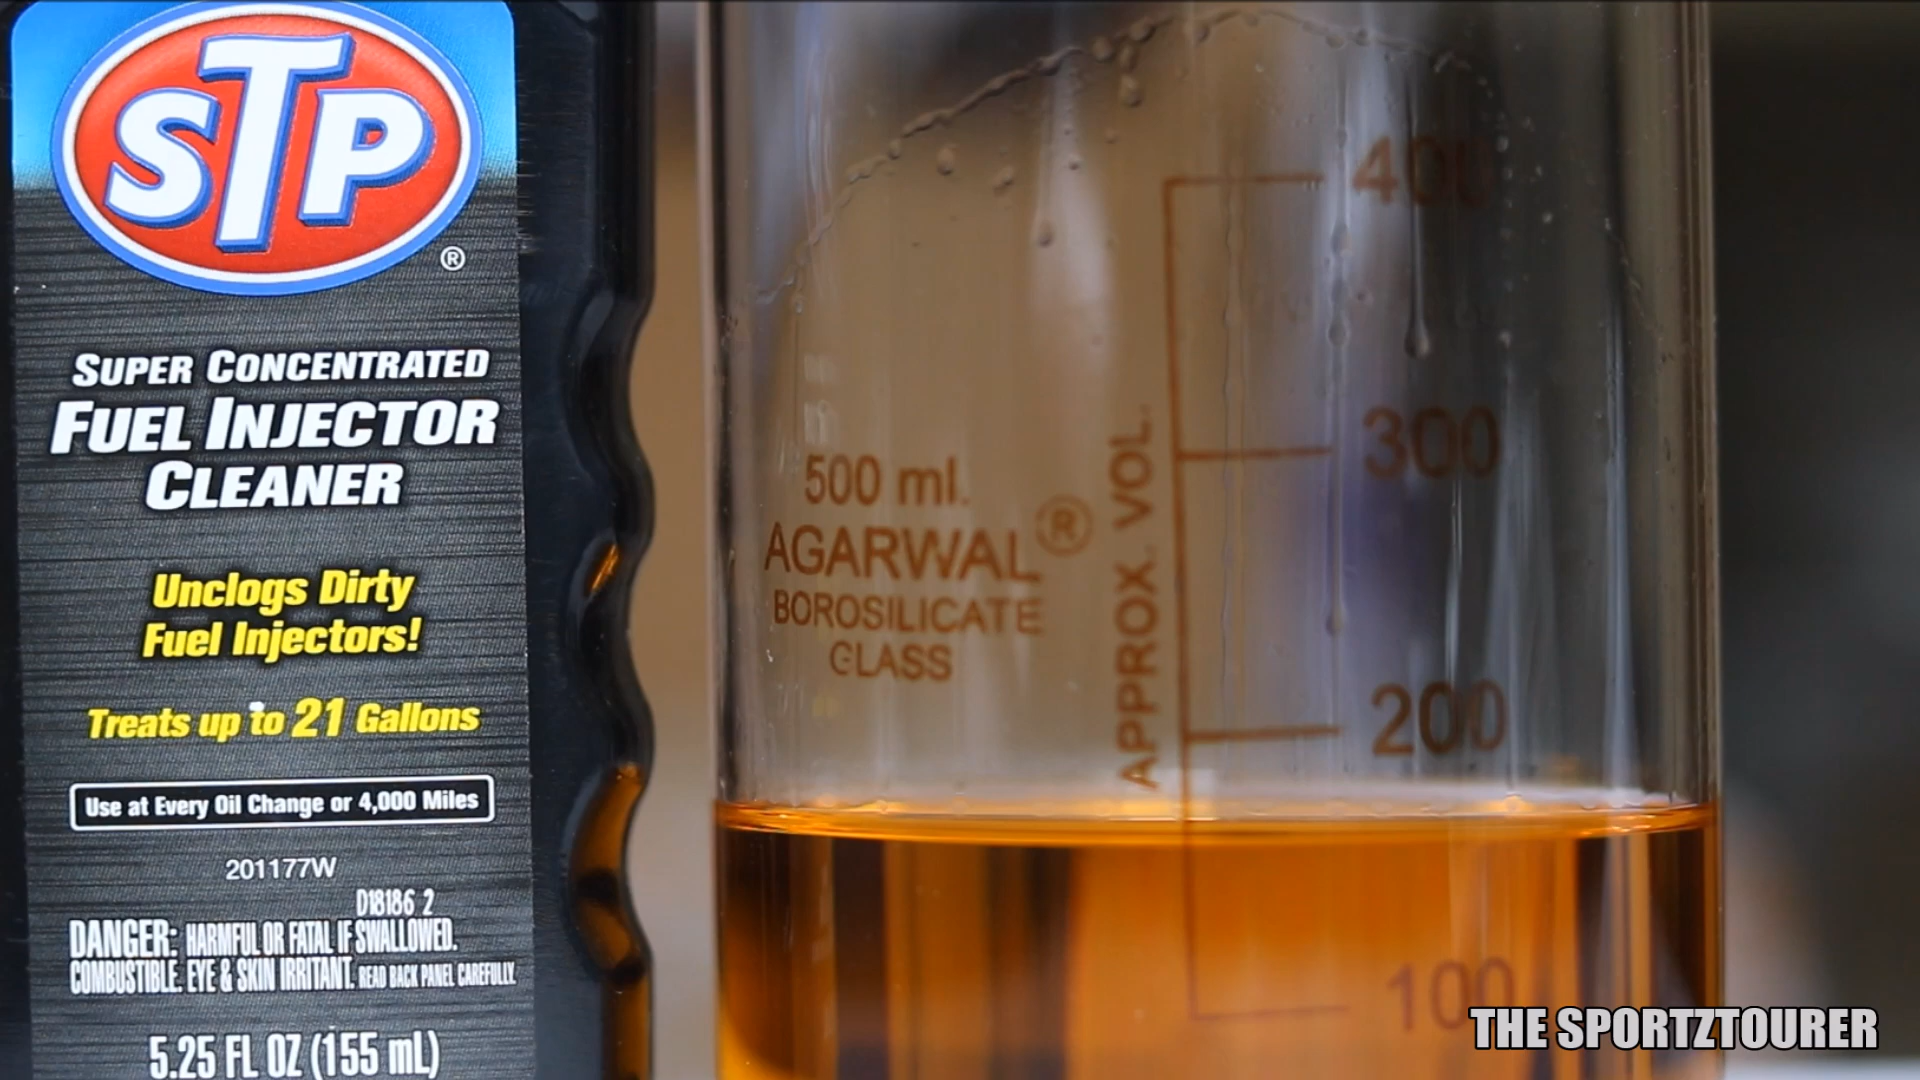 STP
®
SUPER CONCENTRATED
FUEL INJECTOR
CLEANER
Unclogs Dirty
Fuel Injectors!
Treats up to 21 Gallons
Use at Every Oil Change or 4,000 Miles
201177W
D18186 2
DANGER: HARMFUL OR FATAL IF SWALLOWED.
COMBUSTIBLE. EYE & SKIN IRRITANT. READ BACK PANEL CAREFULLY.
5.25 FL OZ (155 mL)
500 ml.
AGARWAL ®
BOROSILICATE
GLASS
APPROX. VOL.
400
300
200
100
THE SPORTZTOURER